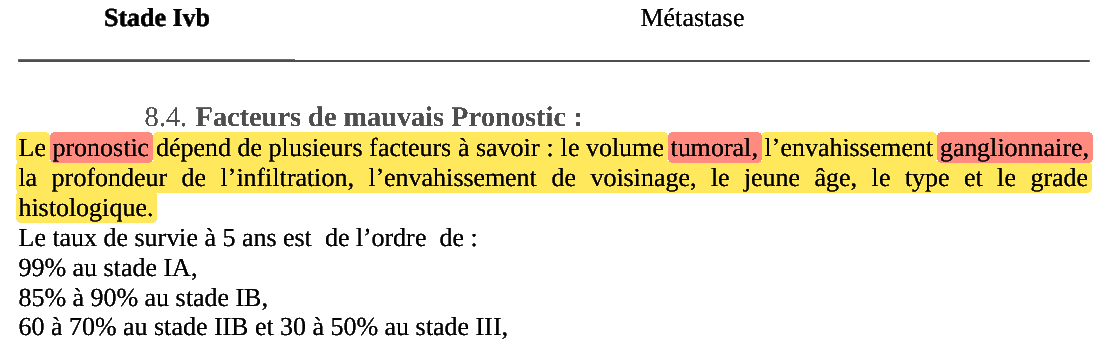 Stade Ivb Métastase
8.4. Facteurs de mauvais Pronostic :
Le pronostic dépend de plusieurs facteurs à savoir : le volume tumoral, l’envahissement ganglionnaire,
la profondeur de l’infiltration, l’envahissement de voisinage, le jeune âge, le type et le grade
histologique.
Le taux de survie à 5 ans est de l’ordre de :
99% au stade IA,
85% à 90% au stade IB,
60 à 70% au stade IIB et 30 à 50% au stade III,